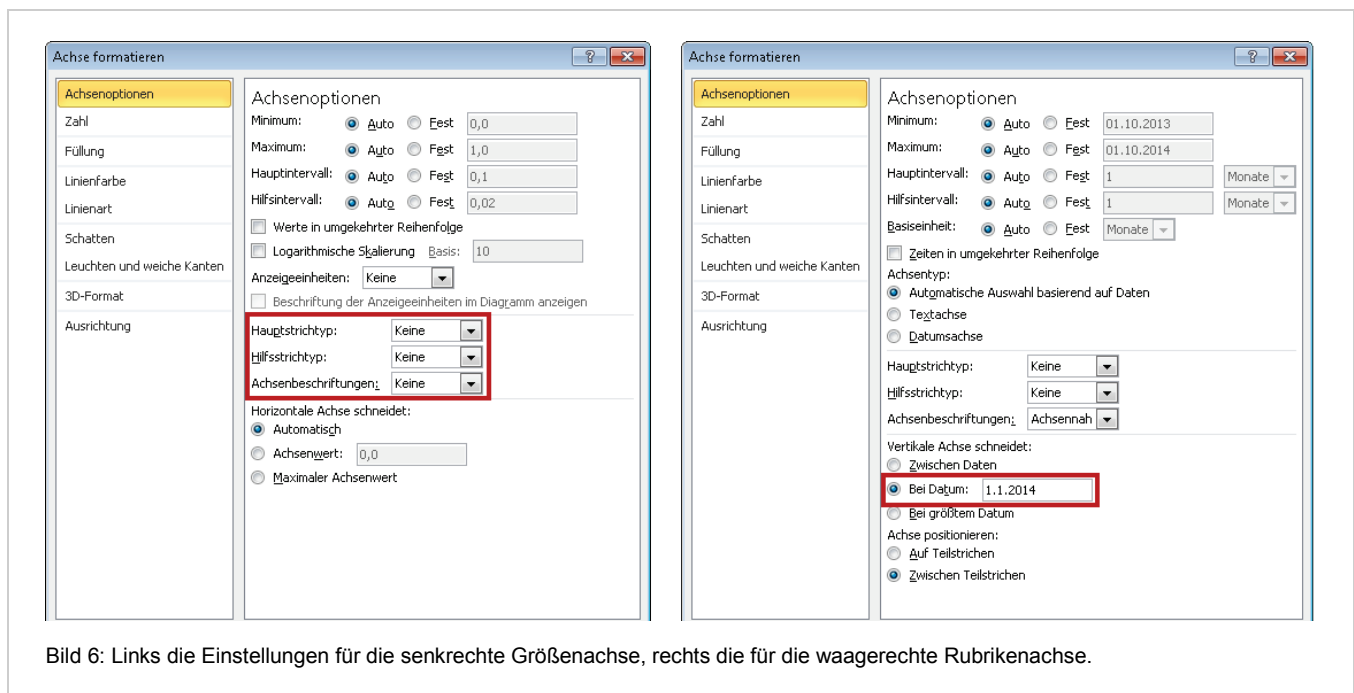 Achse formatieren
Achsenoptionen
Zahl
Füllung
Linienfarbe
Linienart
Schatten
Leuchten und weiche Kanten
3D-Format
Ausrichtung
Achsenoptionen
Minimum: Auto Fest 0,0
Maximum: Auto Fest 1,0
Hauptintervall: Auto Fest 0,1
Hilfsintervall: Auto Fest 0,02
Werte in umgekehrter Reihenfolge
Logarithmische Skalierung Basis: 10
Anzeigeeinheiten: Keine
Beschriftung der Anzeigeeinheiten im Diagramm anzeigen
Hauptstrichtyp: Keine
Hilfsstrichtyp: Keine
Achsenbeschriftungen: Keine
Horizontale Achse schneidet:
Automatisch
Achsenwert: 0,0
Maximaler Achsenwert
Achse formatieren
Achsenoptionen
Zahl
Füllung
Linienfarbe
Linienart
Schatten
Leuchten und weiche Kanten
3D-Format
Ausrichtung
Achsenoptionen
Minimum: Auto Fest 01.10.2013
Maximum: Auto Fest 01.10.2014
Hauptintervall: Auto Fest 1 Monate
Hilfsintervall: Auto Fest 1 Monate
Basiseinheit: Auto Fest Monate
Zeiten in umgekehrter Reihenfolge
Achsentyp:
Automatische Auswahl basierend auf Daten
Textachse
Datumsachse
Hauptstrichtyp: Keine
Hilfsstrichtyp: Keine
Achsenbeschriftungen: Achsennah
Vertikale Achse schneidet:
Zwischen Daten
Bei Datum: 1.1.2014
Bei größtem Datum
Achse positionieren:
Auf Teilstrichen
Zwischen Teilstrichen
Bild 6: Links die Einstellungen für die senkrechte Größenachse, rechts die für die waagerechte Rubrikenachse.